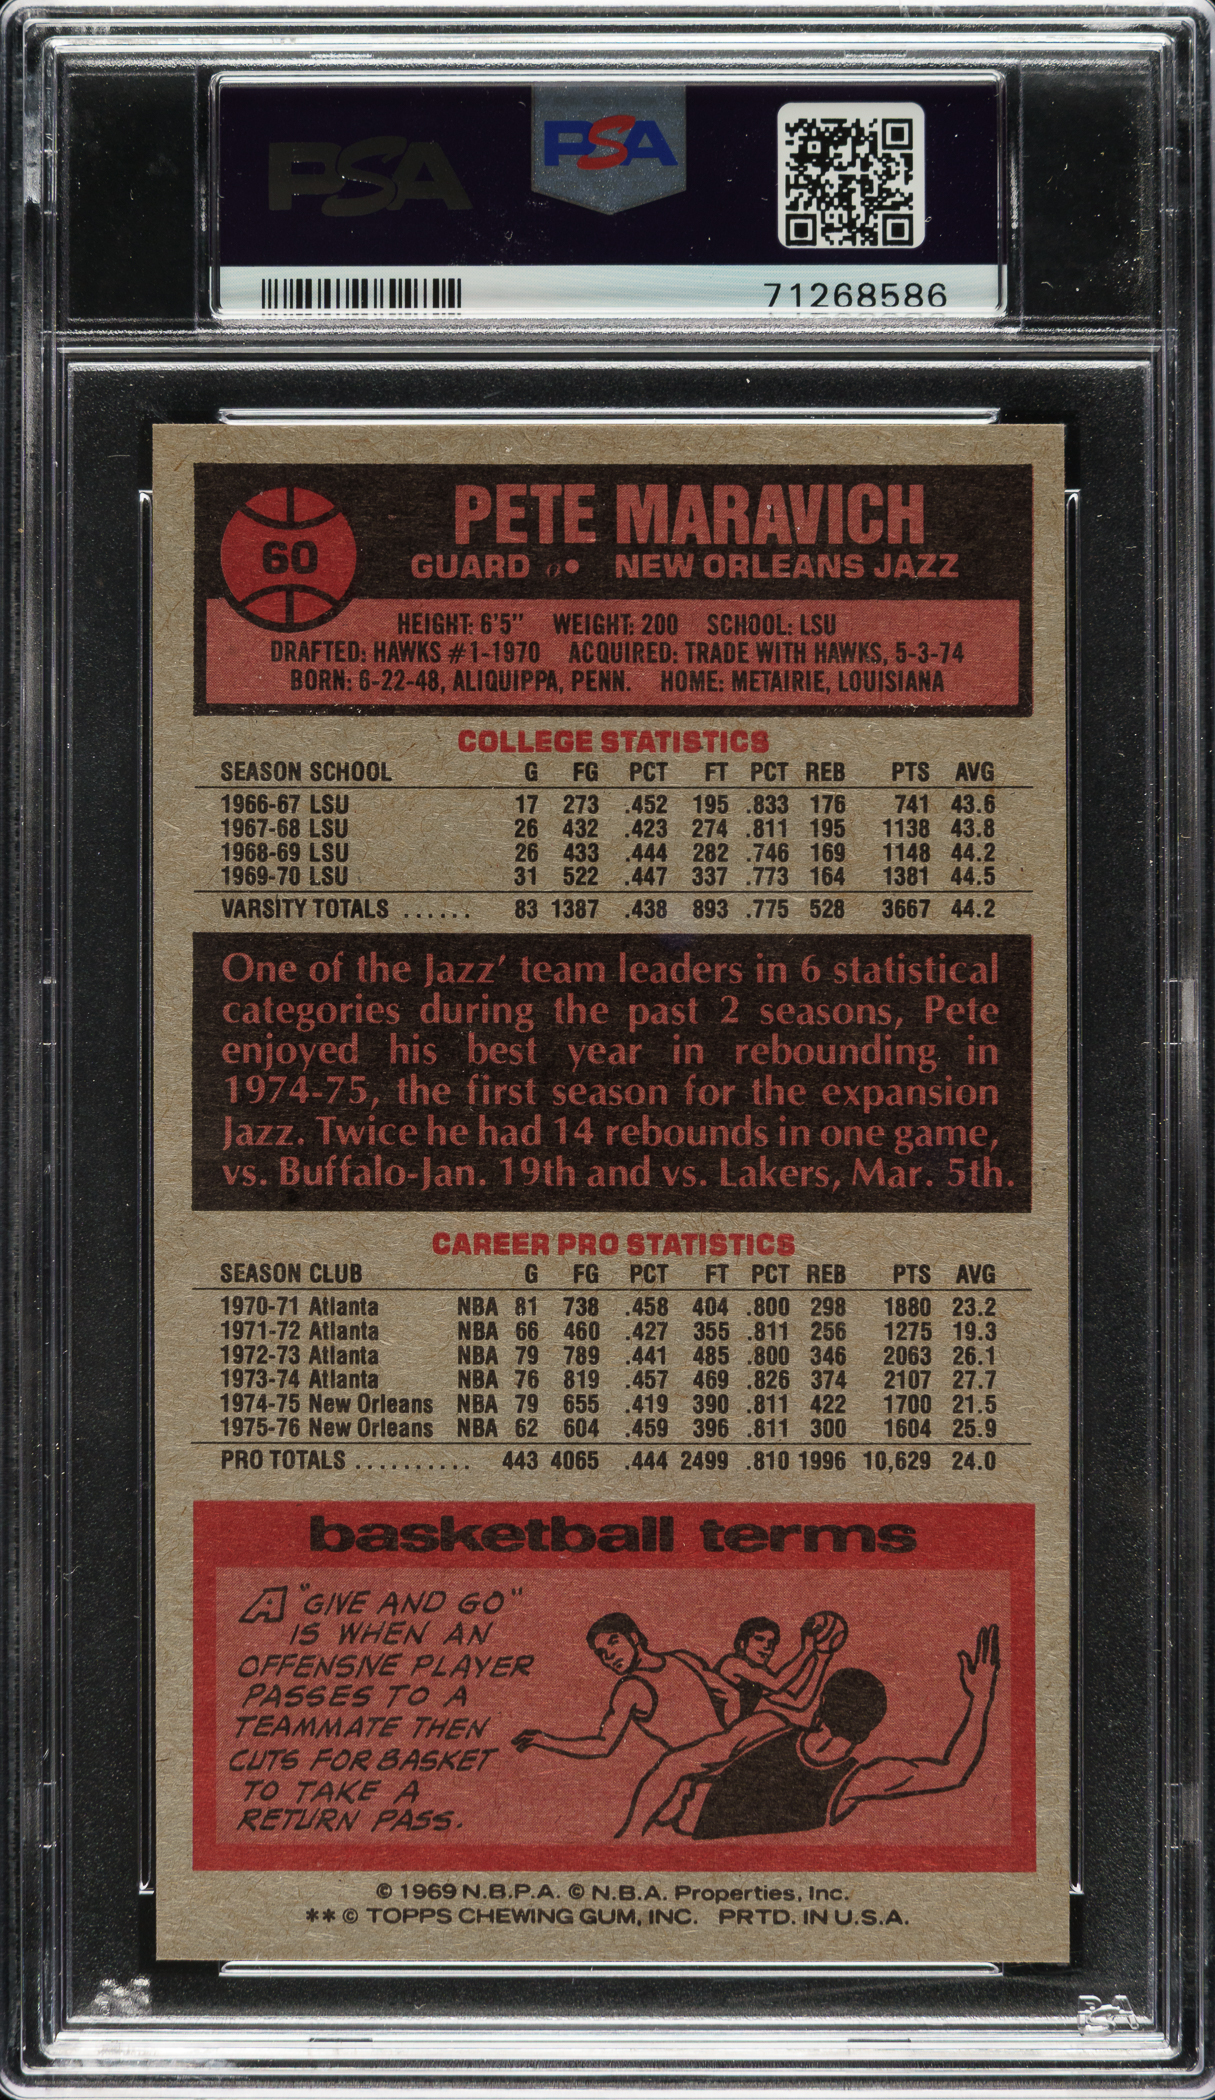 PSA
PSA
71268586
60
PETE MARAVICH
GUARD • NEW ORLEANS JAZZ
HEIGHT: 6'5" WEIGHT: 200 SCHOOL: LSU
DRAFTED: HAWKS #1-1970 ACQUIRED: TRADE WITH HAWKS, 5-3-74
BORN: 6-22-48, ALIQUIPPA, PENN. HOME: METAIRIE, LOUISIANA
COLLEGE STATISTICS
SEASON SCHOOL G FG PCT FT PCT REB PTS AVG
1966-67 LSU 17 273 .452 195 .833 176 741 43.6
1967-68 LSU 26 432 .423 274 .811 195 1138 43.8
1968-69 LSU 26 433 .444 282 .746 169 1148 44.2
1969-70 LSU 31 522 .447 337 .773 164 1381 44.5
VARSITY TOTALS ...... 83 1387 .438 893 .775 528 3667 44.2
One of the Jazz' team leaders in 6 statistical
categories during the past 2 seasons, Pete
enjoyed his best year in rebounding in
1974-75, the first season for the expansion
Jazz. Twice he had 14 rebounds in one game,
vs. Buffalo-Jan. 19th and vs. Lakers, Mar. 5th.
CAREER PRO STATISTICS
SEASON CLUB G FG PCT FT PCT REB PTS AVG
1970-71 Atlanta NBA 81 738 .458 404 .800 298 1880 23.2
1971-72 Atlanta NBA 66 460 .427 355 .811 256 1275 19.3
1972-73 Atlanta NBA 79 789 .441 485 .800 346 2063 26.1
1973-74 Atlanta NBA 76 819 .457 469 .826 374 2107 27.7
1974-75 New Orleans NBA 79 655 .419 390 .811 422 1700 21.5
1975-76 New Orleans NBA 62 604 .459 396 .811 300 1604 25.9
PRO TOTALS .......... 443 4065 .444 2499 .810 1996 10,629 24.0
basketball terms
A "GIVE AND GO"
IS WHEN AN
OFFENSIVE PLAYER
PASSES TO A
TEAMMATE THEN
CUTS FOR BASKET
TO TAKE A
RETURN PASS.
© 1969 N.B.P.A. © N.B.A. Properties, Inc.
** © TOPPS CHEWING GUM, INC. PRTD. IN U.S.A.
PSA